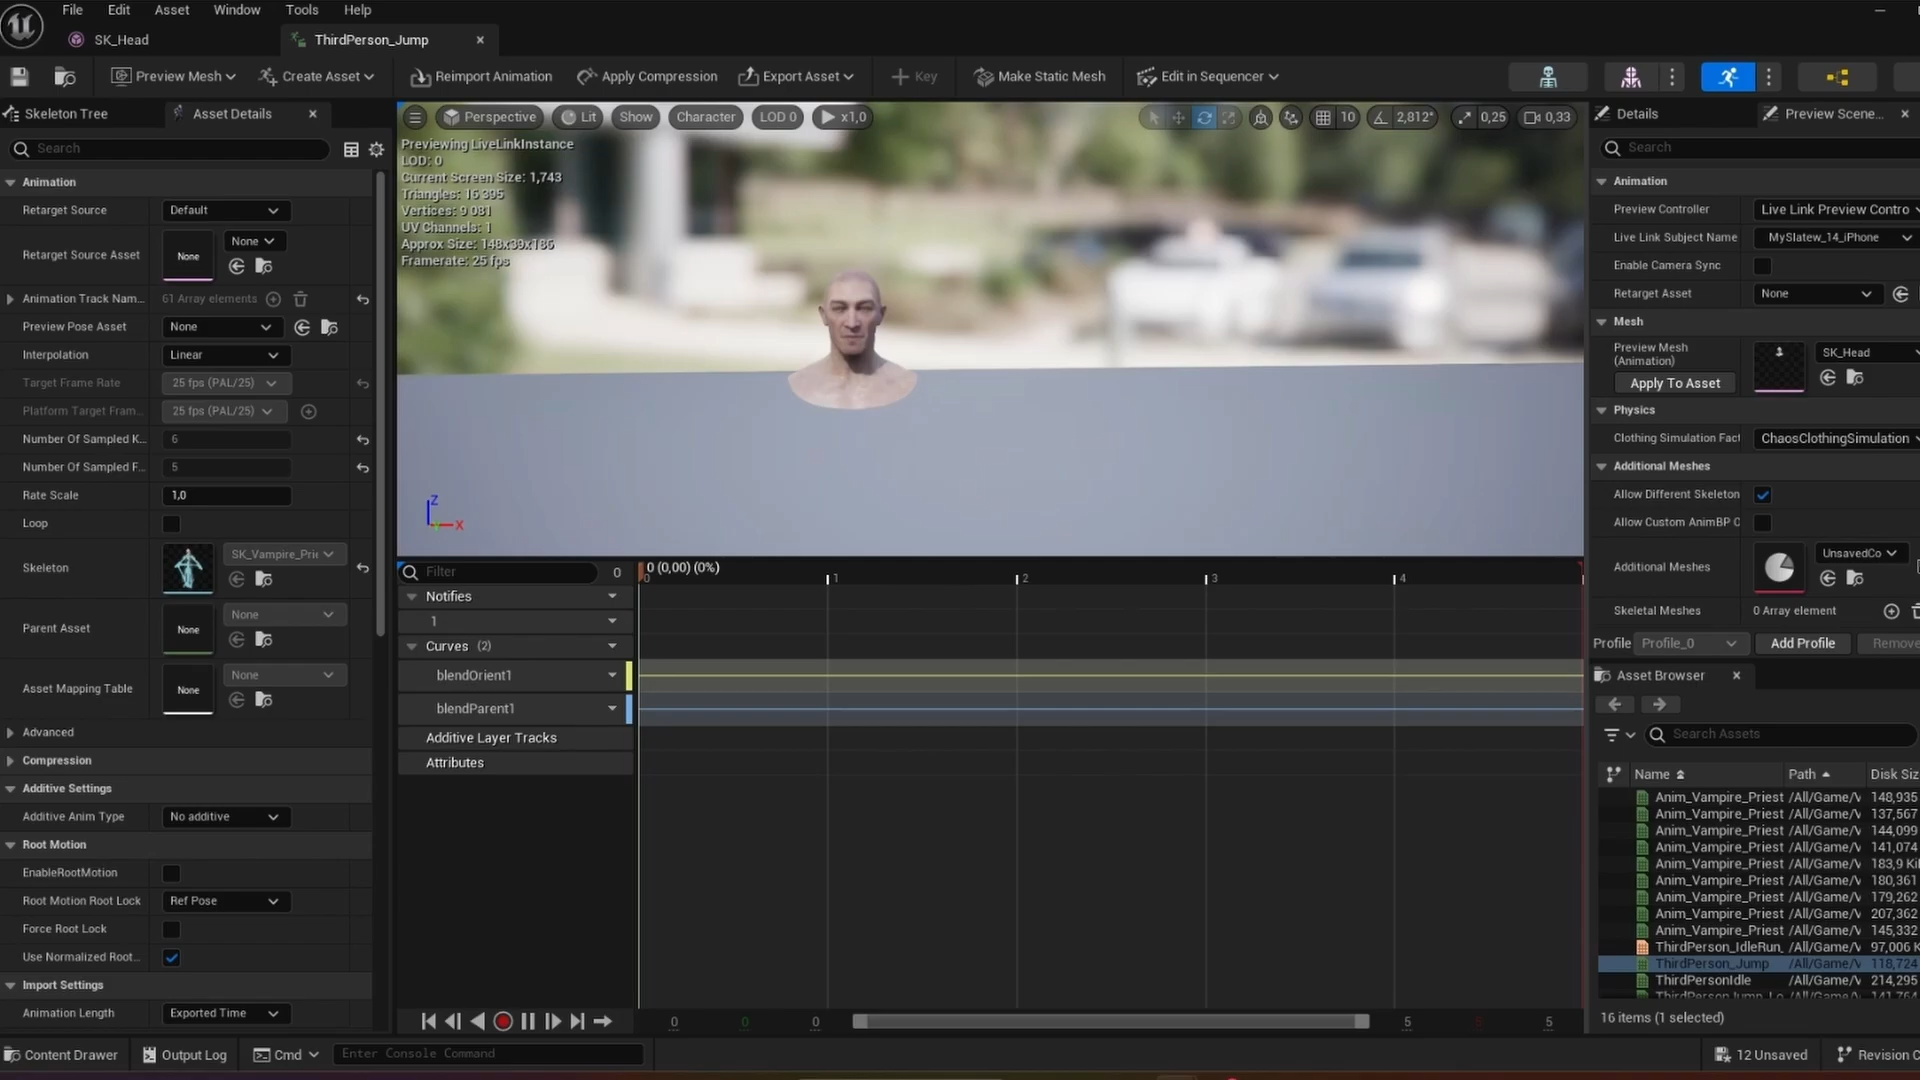 File Edit Asset Window Tools Help
SK_Head
ThirdPerson_Jump
Preview Mesh
Create Asset
Reimport Animation
Apply Compression
Export Asset
Key
Make Static Mesh
Edit in Sequencer
Skeleton Tree
Asset Details
Search
Animation
Retarget Source Default
Retarget Source Asset None None
Animation Track Nam... 61 Array elements
Preview Pose Asset None
Interpolation Linear
Target Frame Rate 25 fps (PAL/25)
Platform Target Fram... 25 fps (PAL/25)
Number Of Sampled K... 6
Number Of Sampled F... 5
Rate Scale 1,0
Loop
Skeleton SK_Vampire_Prie
Parent Asset None None
Asset Mapping Table None None
Advanced
Compression
Additive Settings
Additive Anim Type No additive
Root Motion
EnableRootMotion
Root Motion Root Lock Ref Pose
Force Root Lock
Use Normalized Root...
Import Settings
Animation Length Exported Time
Perspective Lit Show Character LOD 0 x1,0
10 2,812° 0,25 0,33
Previewing LiveLinkInstance
LOD: 0
Current Screen Size: 1,743
Triangles: 16 395
Vertices: 9 081
UV Channels: 1
Approx Size: 148x39x186
Framerate: 25 fps
Z
X
Filter 0
0 (0,00) (0%)
0 1 2 3 4
Notifies
1
Curves (2)
blendOrient1
blendParent1
Additive Layer Tracks
Attributes
0 0 0 5 5 5
Details
Preview Scene...
Search
Animation
Preview Controller Live Link Preview Contro
Live Link Subject Name MySlatew_14_iPhone
Enable Camera Sync
Retarget Asset None
Mesh
Preview Mesh
(Animation)
SK_Head
Apply To Asset
Physics
Clothing Simulation Fact ChaosClothingSimulation
Additional Meshes
Allow Different Skeleton
Allow Custom AnimBP O
Additional Meshes UnsavedCo
Skeletal Meshes 0 Array element
Profile Profile_0 Add Profile Remove
Asset Browser
Search Assets
Name Path Disk Siz
Anim_Vampire_Priest /All/Game/V 148,935
Anim_Vampire_Priest /All/Game/V 137,567
Anim_Vampire_Priest /All/Game/V 144,099
Anim_Vampire_Priest /All/Game/V 141,074
Anim_Vampire_Priest /All/Game/V 183,9 Ki
Anim_Vampire_Priest /All/Game/V 180,361
Anim_Vampire_Priest /All/Game/V 179,262
Anim_Vampire_Priest /All/Game/V 207,362
Anim_Vampire_Priest /All/Game/V 145,332
ThirdPerson_IdleRun_ /All/Game/V 97,006 K
ThirdPerson_Jump /All/Game/V 118,724
ThirdPersonIdle /All/Game/V 214,295
16 items (1 selected)
Content Drawer
Output Log
Cmd
Enter Console Command
12 Unsaved
Revision C